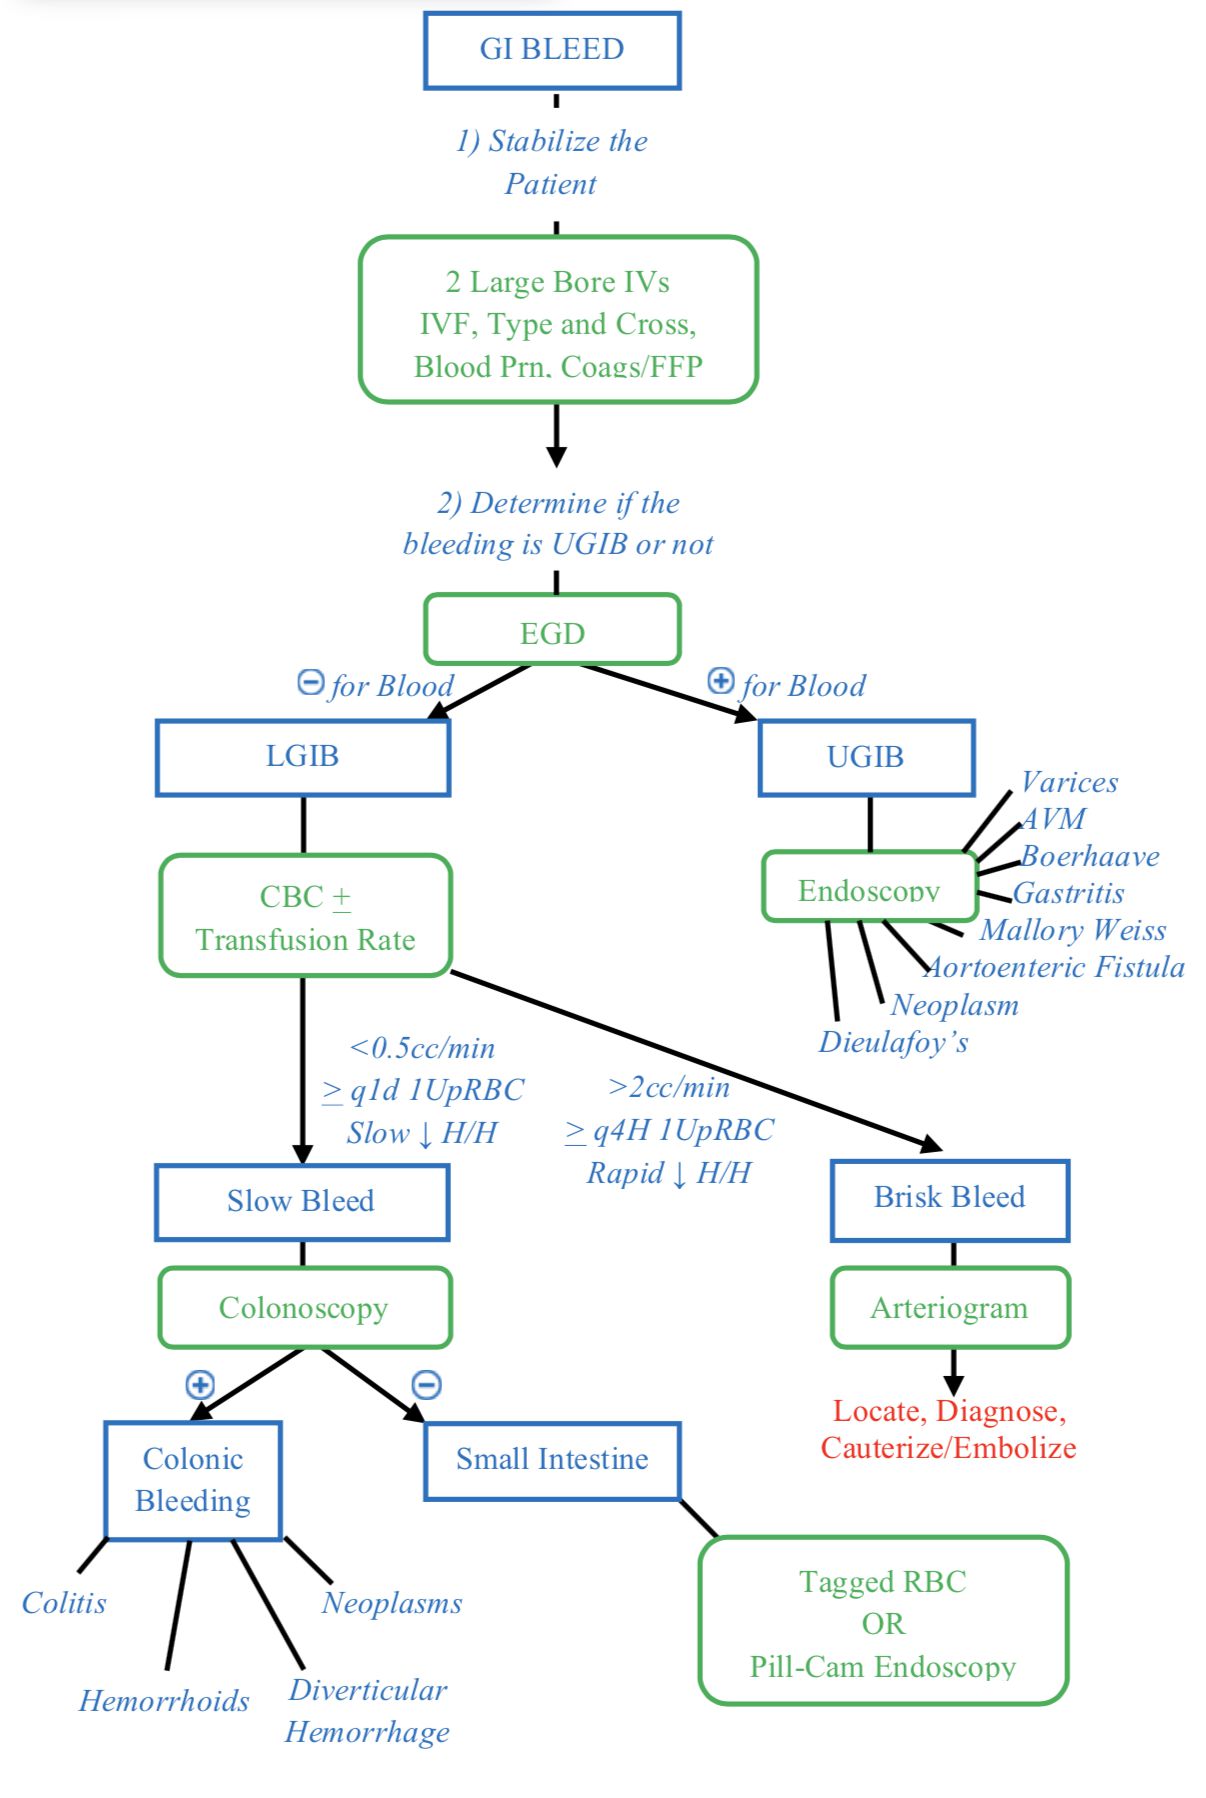 GI BLEED
1) Stabilize the
Patient
2 Large Bore IVs
IVF, Type and Cross,
Blood Prn, Coags/FFP
2) Determine if the
bleeding is UGIB or not
EGD
⊖ for Blood
⊕ for Blood
LGIB
UGIB
Varices
AVM
Boerhaave
Gastritis
Mallory Weiss
Aortoenteric Fistula
Neoplasm
Dieulafoy’s
Endoscopy
CBC ±
Transfusion Rate
<0.5cc/min
≥ q1d 1UpRBC
Slow ↓ H/H
>2cc/min
≥ q4H 1UpRBC
Rapid ↓ H/H
Slow Bleed
Brisk Bleed
Colonoscopy
Arteriogram
⊕
⊖
Locate, Diagnose,
Cauterize/Embolize
Colonic
Bleeding
Small Intestine
Colitis
Hemorrhoids
Diverticular
Hemorrhage
Neoplasms
Tagged RBC
OR
Pill-Cam Endoscopy